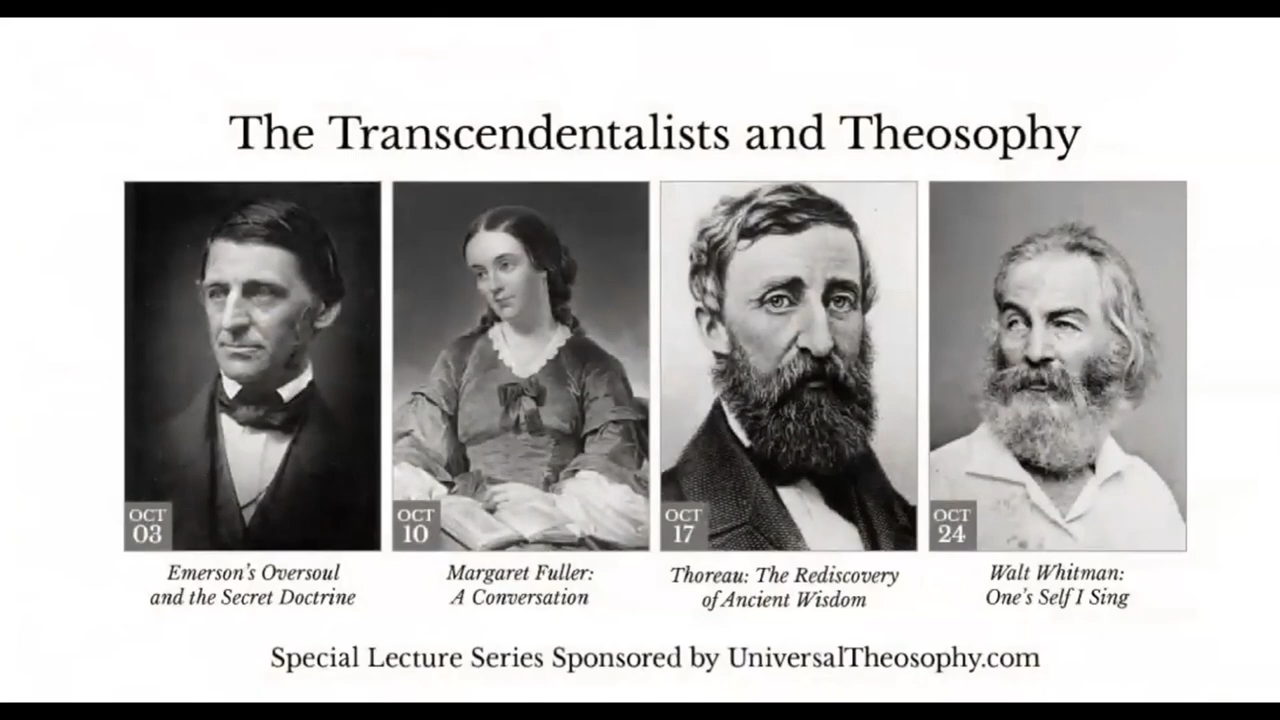 The Transcendentalists and Theosophy
OCT
03
OCT
10
OCT
17
OCT
24
Emerson's Oversoul
and the Secret Doctrine
Margaret Fuller:
A Conversation
Thoreau: The Rediscovery
of Ancient Wisdom
Walt Whitman:
One's Self I Sing
Special Lecture Series Sponsored by UniversalTheosophy.com